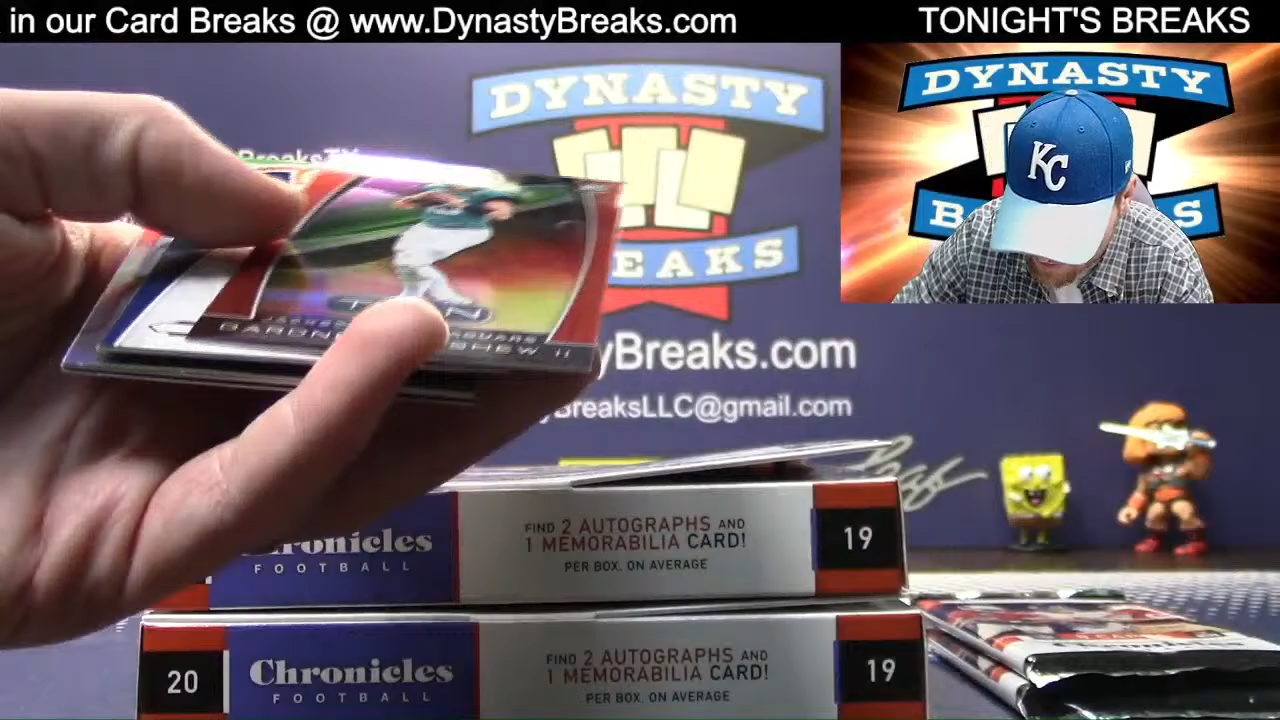 in our Card Breaks @ www.DynastyBreaks.com
TONIGHT'S BREAKS
DYNASTY
DYNASTY
KC
EAKS
yBreaks.com
BreaksLLC@gmail.com
Chronicles
FOOTBALL
FIND 2 AUTOGRAPHS AND
1 MEMORABILIA CARD!
PER BOX, ON AVERAGE
19
20
Chronicles
FOOTBALL
FIND 2 AUTOGRAPHS AND
1 MEMORABILIA CARD!
PER BOX, ON AVERAGE
19